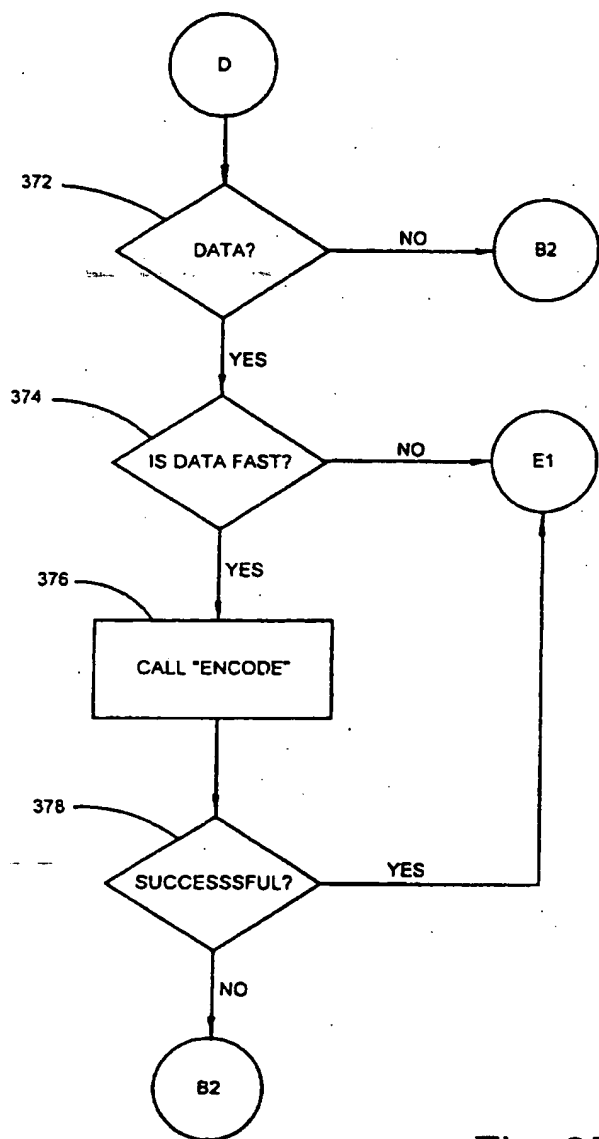 D
372
DATA?
NO
B2
YES
374
IS DATA FAST?
NO
E1
YES
376
CALL "ENCODE"
378
SUCCESSSFUL?
YES
NO
B2